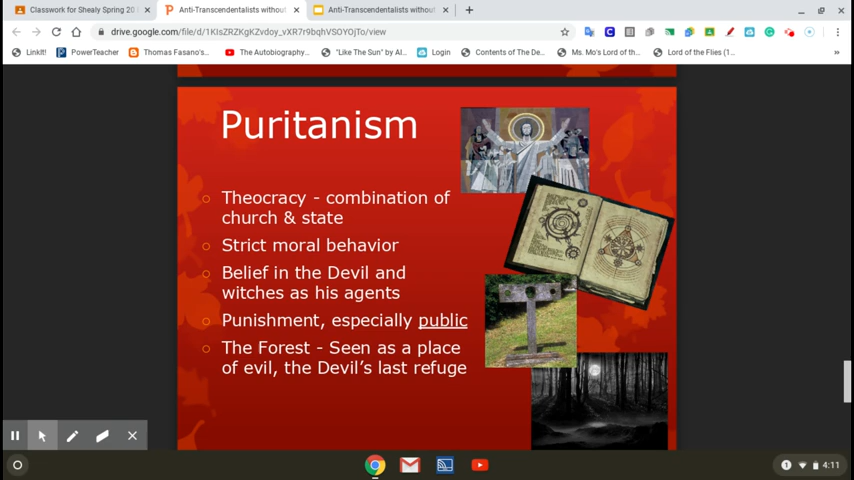 Classwork for Shealy Spring 20
Anti-Transcendentalists without
Anti-Transcendentalists without
drive.google.com/file/d/1KIsZRZKgKZvdoy_vXR7r9bqhVSOYOjTo/view
LinkIt!
PowerTeacher
Thomas Fasano's...
The Autobiography...
"Like The Sun" by Al...
Login
Contents of The De...
Ms. Mo's Lord of th...
Lord of the Flies (1...
Puritanism
Theocracy - combination of
church & state
Strict moral behavior
Belief in the Devil and
witches as his agents
Punishment, especially public
The Forest - Seen as a place
of evil, the Devil's last refuge
1
4:11